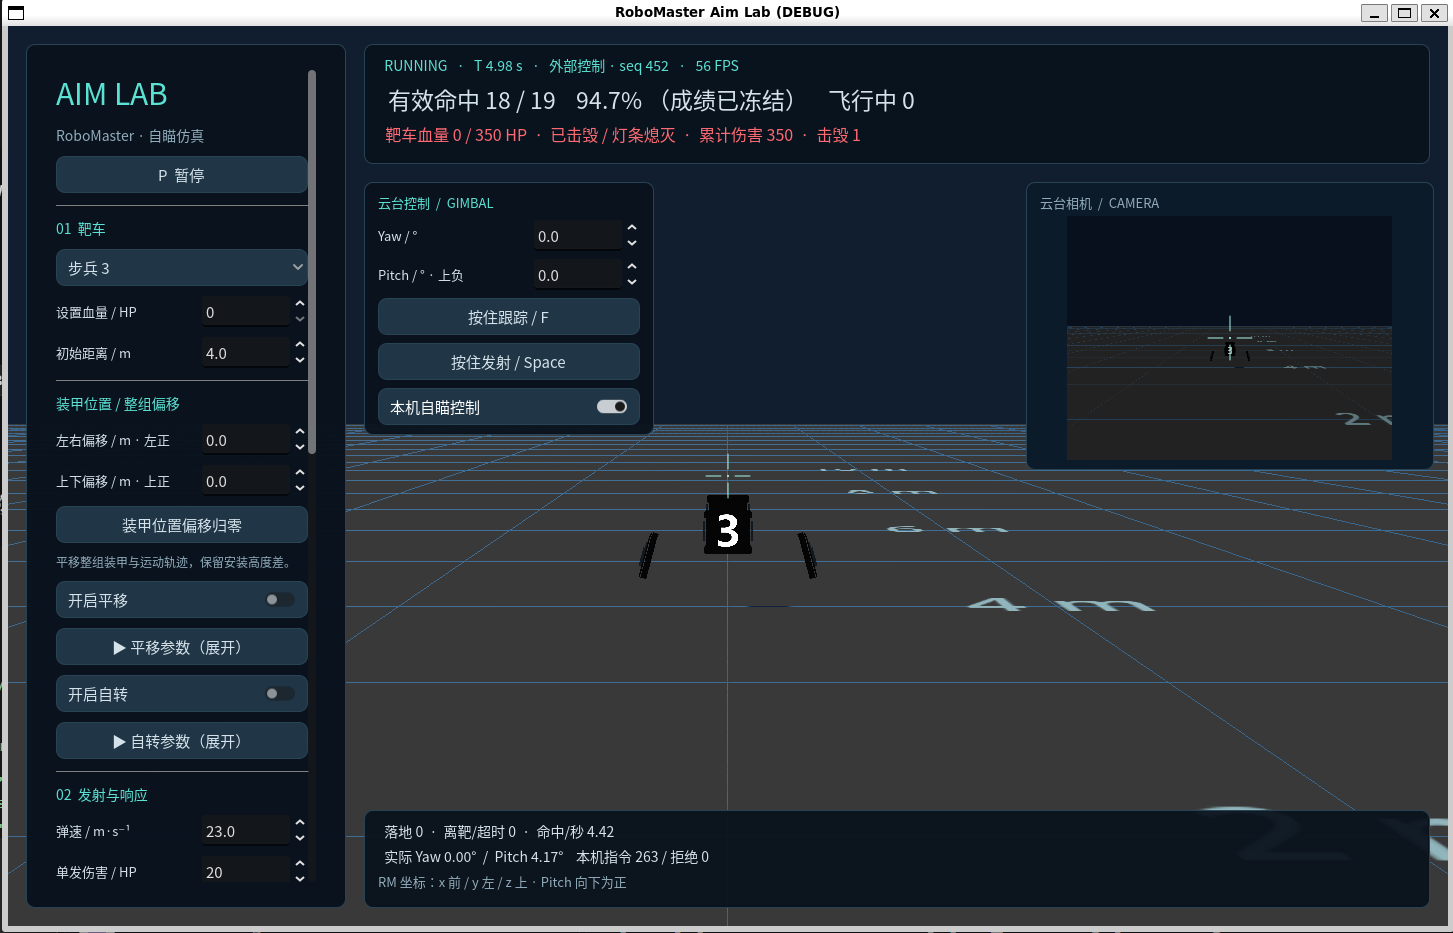 RoboMaster Aim Lab (DEBUG)
AIM LAB
RoboMaster · 自瞄仿真
P 暂停
01 靶车
步兵 3
设置血量 / HP 0
初始距离 / m 4.0
装甲位置 / 整组偏移
左右偏移 / m · 左正 0.0
上下偏移 / m · 上正 0.0
装甲位置偏移归零
平移整组装甲与运动轨迹，保留安装高度差。
开启平移
▶ 平移参数（展开）
开启自转
▶ 自转参数（展开）
02 发射与响应
弹速 / m·s⁻¹ 23.0
单发伤害 / HP 20
RUNNING · T 4.98 s · 外部控制 · seq 452 · 56 FPS
有效命中 18 / 19 94.7% （成绩已冻结） 飞行中 0
靶车血量 0 / 350 HP · 已击毁 / 灯条熄灭 · 累计伤害 350 · 击毁 1
云台控制 / GIMBAL
Yaw / ° 0.0
Pitch / ° · 上负 0.0
按住跟踪 / F
按住发射 / Space
本机自瞄控制
云台相机 / CAMERA
3
2 m
4 m
3
6 m
4 m
2 m
落地 0 · 离靶/超时 0 · 命中/秒 4.42
实际 Yaw 0.00° / Pitch 4.17° 本机指令 263 / 拒绝 0
RM 坐标：x 前 / y 左 / z 上 · Pitch 向下为正